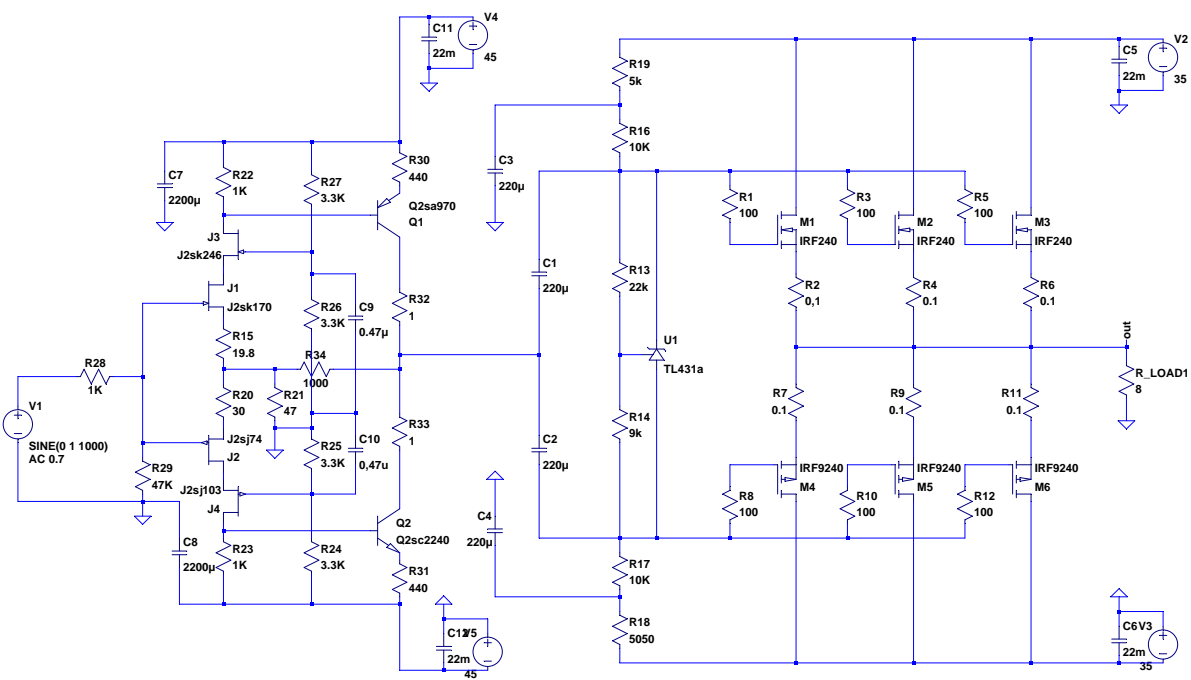 C11
22m
V4
45
R19
5k
C5
22m
V2
35
R16
10K
C3
220µ
C7
2200µ
R22
1K
R27
3.3K
R30
440
Q2sa970
Q1
J3
J2sk246
J1
J2sk170
R15
19.8
R26
3.3K
C9
0.47µ
R32
1
C1
220µ
R13
22k
R1
100
M1
IRF240
R3
100
M2
IRF240
R5
100
M3
IRF240
R2
0,1
R4
0.1
R6
0.1
U1
TL431a
out
R_LOAD1
8
R28
1K
V1
SINE(0 1 1000)
AC 0.7
R34
1000
R20
30
R21
47
R33
1
R29
47K
J2sj74
J2
J2sj103
J4
R25
3.3K
C10
0,47u
C2
220µ
R14
9k
R7
0.1
R9
0.1
R11
0.1
IRF9240
M4
IRF9240
M5
IRF9240
M6
R8
100
R10
100
R12
100
C8
2200µ
R23
1K
R24
3.3K
Q2
Q2sc2240
R31
440
C4
220µ
R17
10K
R18
5050
C12
V5
22m
45
C6
V3
22m
35